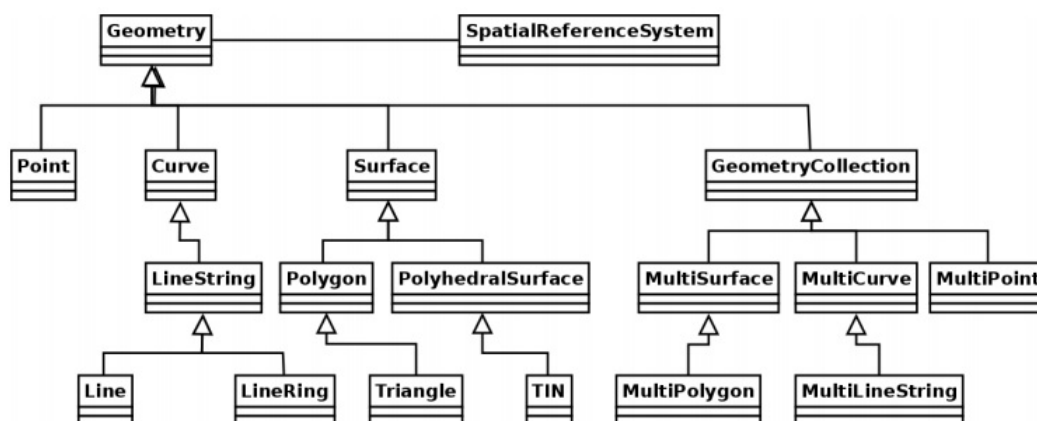 Geometry
SpatialReferenceSystem
Point
Curve
Surface
GeometryCollection
LineString
Polygon
PolyhedralSurface
MultiSurface
MultiCurve
MultiPoint
Line
LineRing
Triangle
TIN
MultiPolygon
MultiLineString